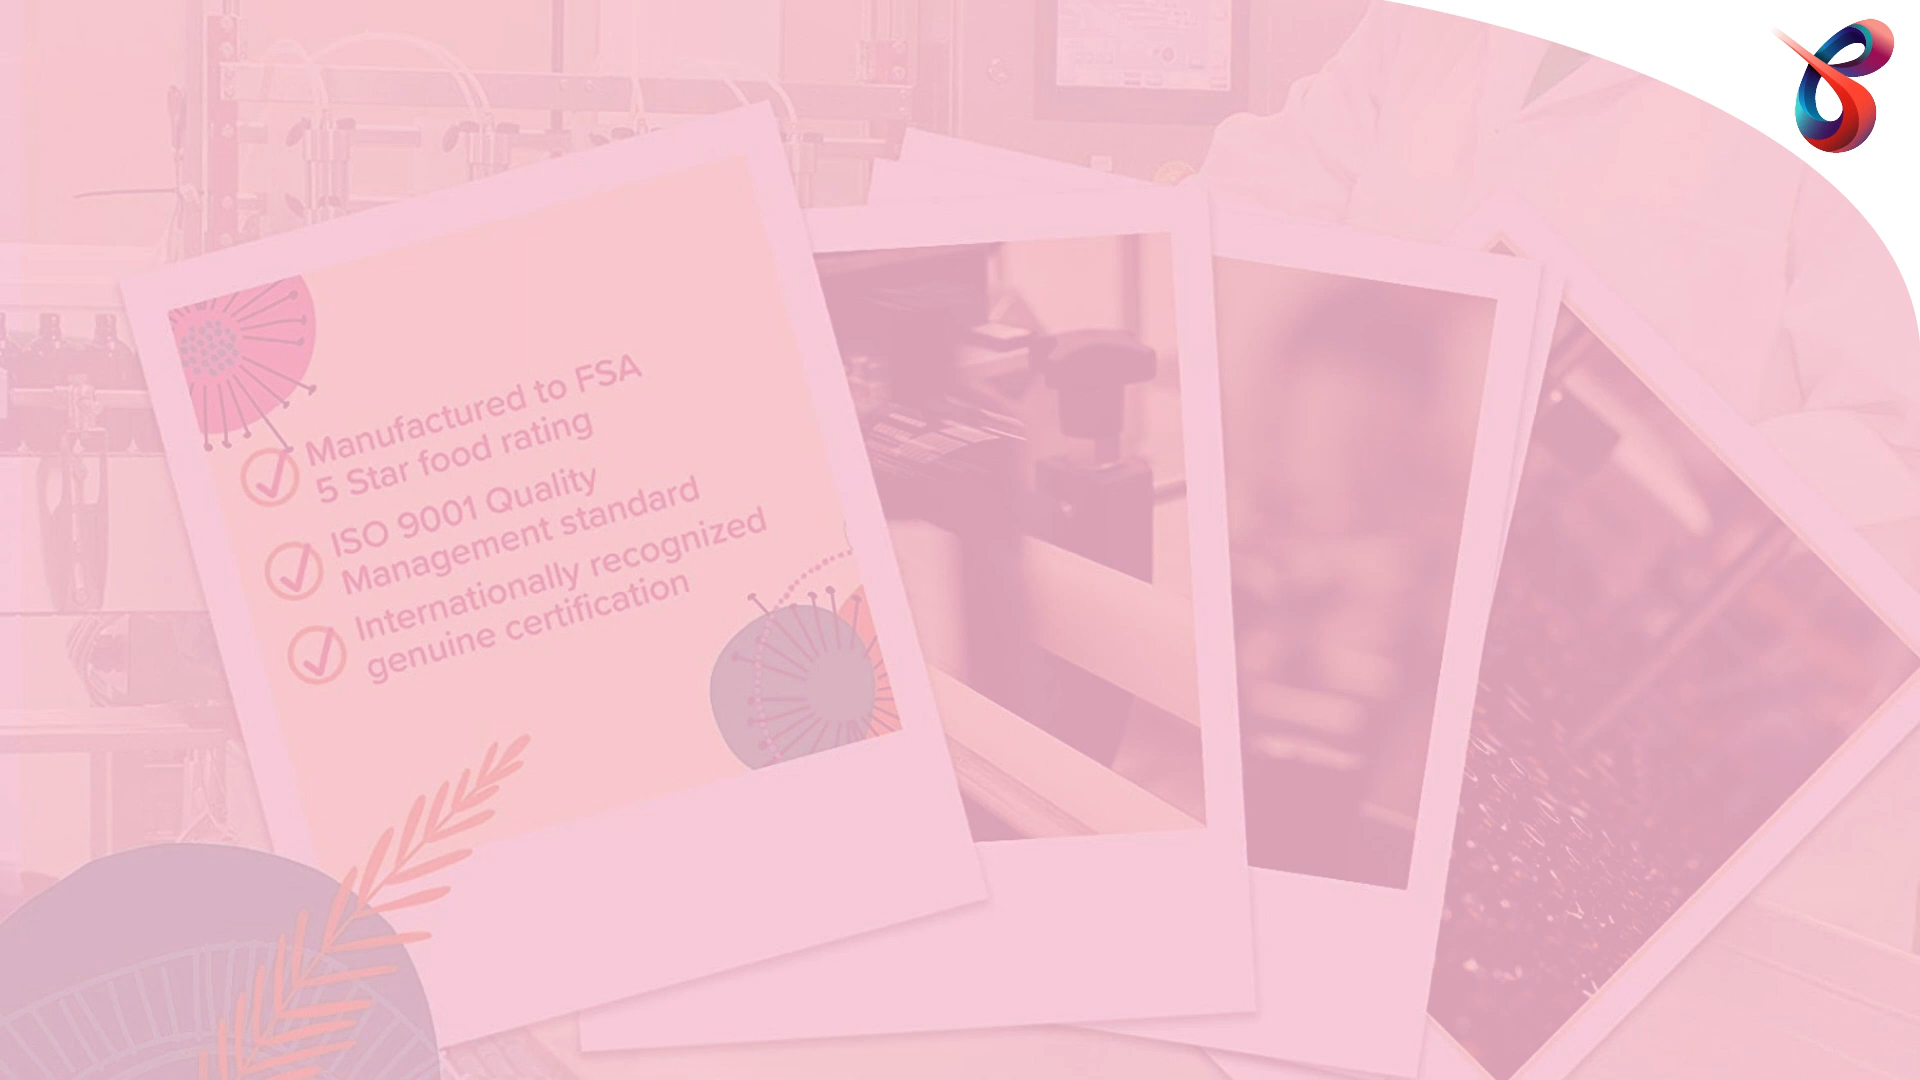 Manufactured to FSA
5 Star food rating
ISO 9001 Quality
Management standard
Internationally recognized
genuine certification